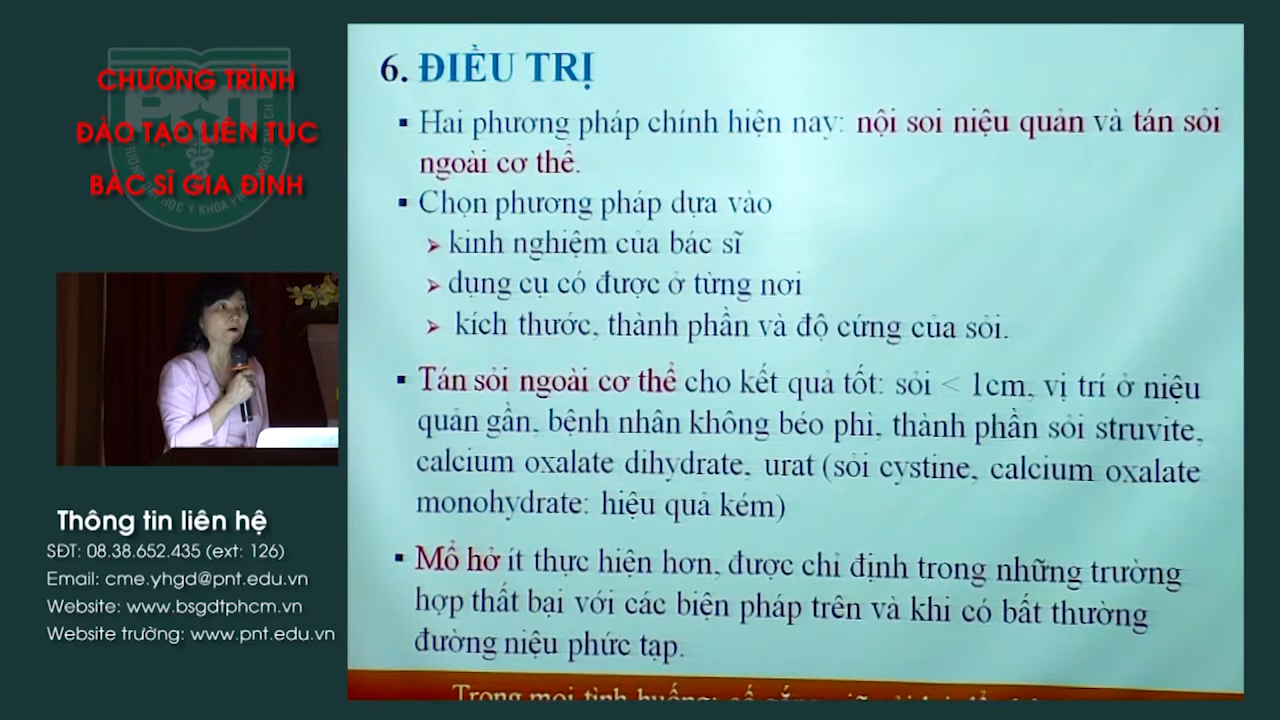 CHƯƠNG TRÌNH
ĐÀO TẠO LIÊN TỤC
BÁC SĨ GIA ĐÌNH
PNT
Thông tin liên hệ
SĐT: 08.38.652.435 (ext: 126)
Email: cme.yhgd@pnt.edu.vn
Website: www.bsgdtphcm.vn
Website trường: www.pnt.edu.vn
6. ĐIỀU TRỊ
▪ Hai phương pháp chính hiện nay: nội soi niệu quản và tán sỏi
ngoài cơ thể.
▪ Chọn phương pháp dựa vào
➢ kinh nghiệm của bác sĩ
➢ dụng cụ có được ở từng nơi
➢ kích thước, thành phần và độ cứng của sỏi.
▪ Tán sỏi ngoài cơ thể cho kết quả tốt: sỏi < 1cm, vị trí ở niệu
quản gần, bệnh nhân không béo phì, thành phần sỏi struvite,
calcium oxalate dihydrate, urat (sỏi cystine, calcium oxalate
monohydrate: hiệu quả kém)
▪ Mổ hở ít thực hiện hơn, được chỉ định trong những trường
hợp thất bại với các biện pháp trên và khi có bất thường
đường niệu phức tạp.
Trong mọi tình huống: cố gắng